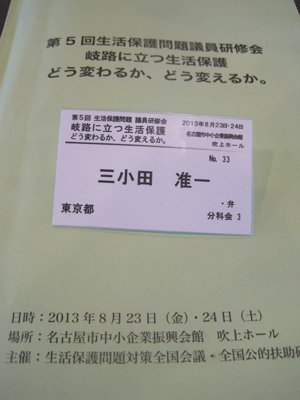 第5回生活保護問題議員研修会
岐路に立つ生活保護
どう変わるか、どう変えるか。
第5回 生活保護問題 議員研修会
2013年8月23日・24日
岐路に立つ生活保護
名古屋市中小企業振興会館
どう変わるか、どう変えるか。
吹上ホール
No. 33
三小田 准一
東京都
・弁
分科会 3
日時：2013年8月23日（金）・24日（土）
場所：名古屋市中小企業振興会館 吹上ホール
主催：生活保護問題対策全国会議・全国公的扶助研